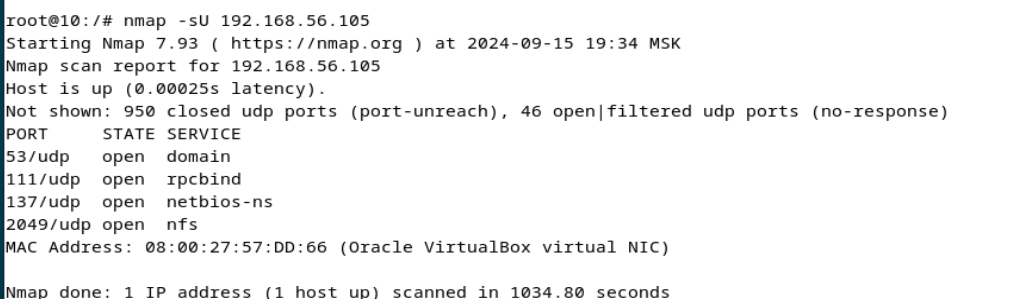 root@10:/# nmap -sU 192.168.56.105
Starting Nmap 7.93 ( https://nmap.org ) at 2024-09-15 19:34 MSK
Nmap scan report for 192.168.56.105
Host is up (0.00025s latency).
Not shown: 950 closed udp ports (port-unreach), 46 open|filtered udp ports (no-response)
PORT     STATE SERVICE
53/udp   open  domain
111/udp  open  rpcbind
137/udp  open  netbios-ns
2049/udp open  nfs
MAC Address: 08:00:27:57:DD:66 (Oracle VirtualBox virtual NIC)
Nmap done: 1 IP address (1 host up) scanned in 1034.80 seconds